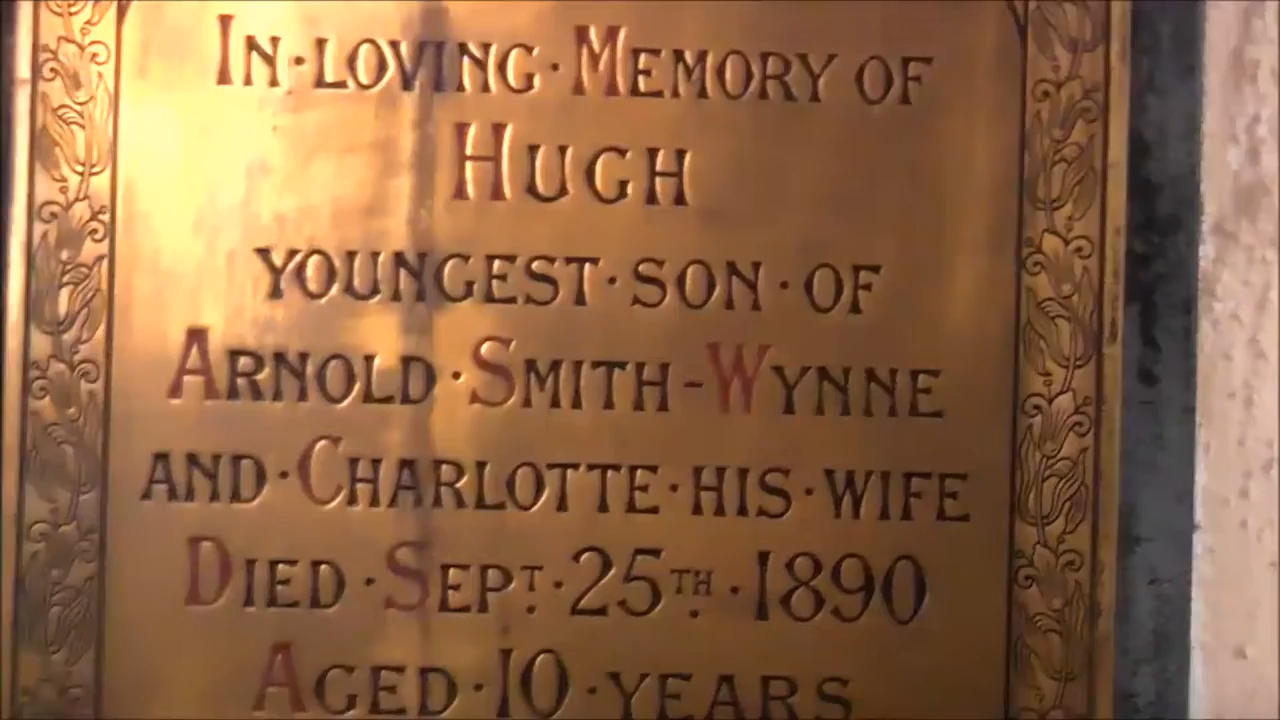 IN·LOVING·MEMORY OF
HUGH
YOUNGEST·SON·OF
ARNOLD·SMITH-WYNNE
AND·CHARLOTTE·HIS·WIFE
DIED·SEPT.·25TH.·1890
AGED·10·YEARS